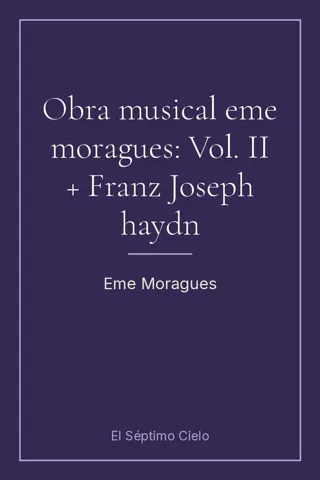 Obra musical eme
moragues: Vol. II
+ Franz Joseph
haydn
Eme Moragues
El Séptimo Cielo